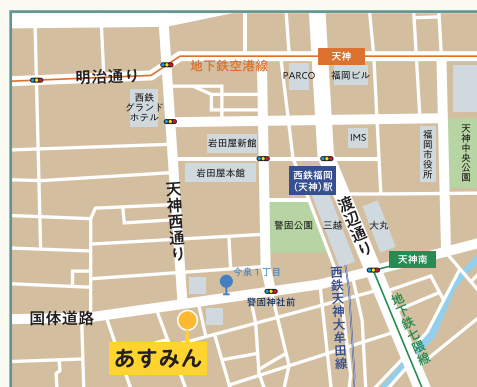 天神
地下鉄空港線
明治通り
PARCO
福岡ビル
西鉄
グランド
ホテル
岩田屋新館
IMS
福岡市役所
天神中央公園
岩田屋本館
西鉄福岡
(天神)駅
天神西通り
渡辺通り
警固公園
三越
大丸
天神南
今泉1丁目
西鉄天神大牟田線
警固神社前
国体道路
地下鉄七隈線
あすみん